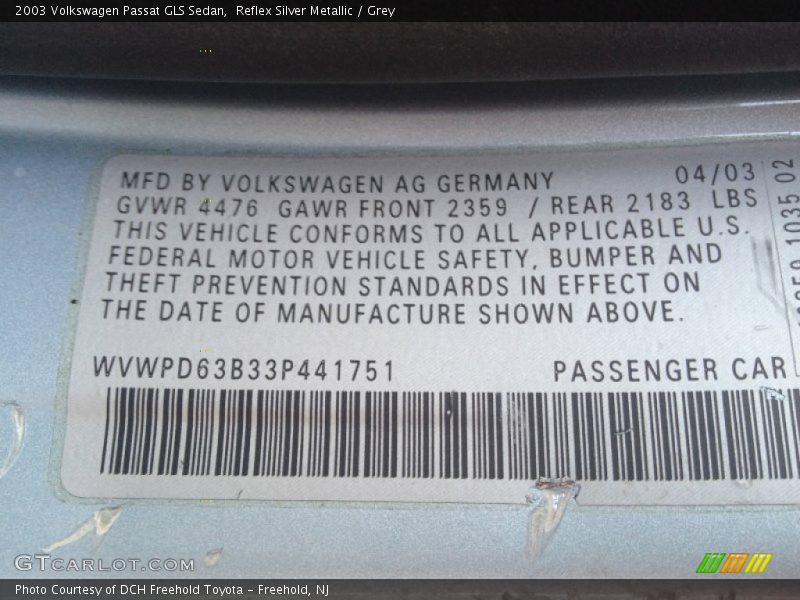 2003 Volkswagen Passat GLS Sedan, Reflex Silver Metallic / Grey
MFD BY VOLKSWAGEN AG GERMANY 04/03
GVWR 4476 GAWR FRONT 2359 / REAR 2183 LBS
THIS VEHICLE CONFORMS TO ALL APPLICABLE U.S.
FEDERAL MOTOR VEHICLE SAFETY, BUMPER AND
THEFT PREVENTION STANDARDS IN EFFECT ON
THE DATE OF MANUFACTURE SHOWN ABOVE.
WVWPD63B33P441751 PASSENGER CAR
1035 02
GTCARLOT.COM
Photo Courtesy of DCH Freehold Toyota - Freehold, NJ